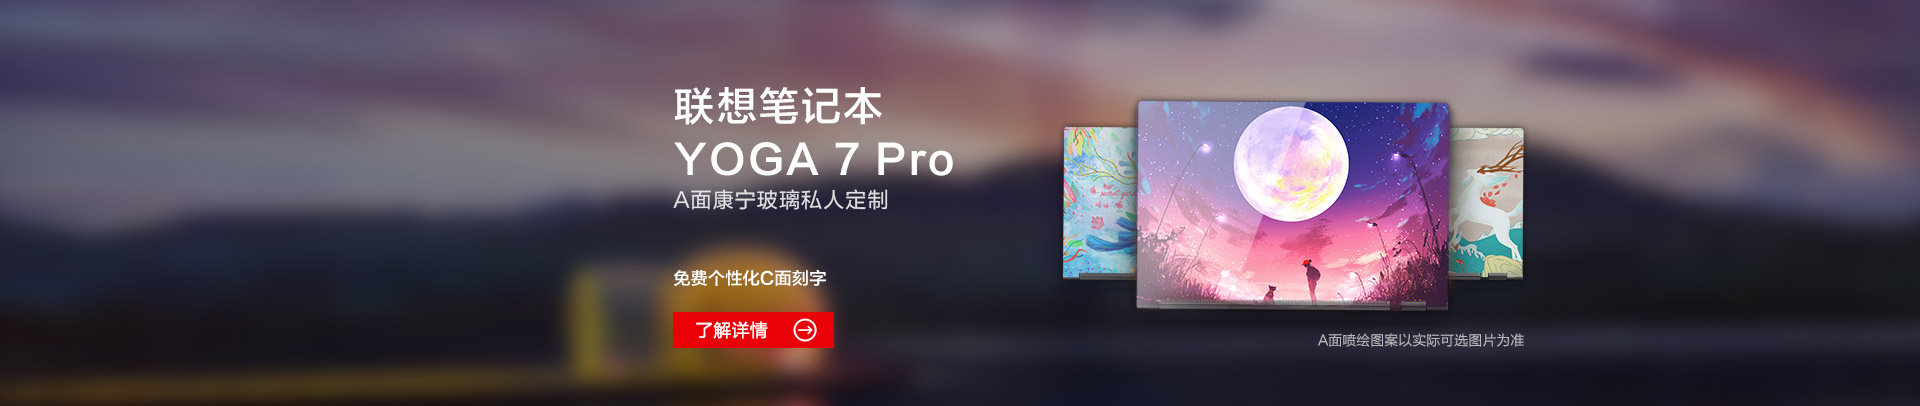 联想笔记本
YOGA 7 Pro
A面康宁玻璃私人定制
免费个性化C面刻字
了解详情
A面喷绘图案以实际可选图片为准